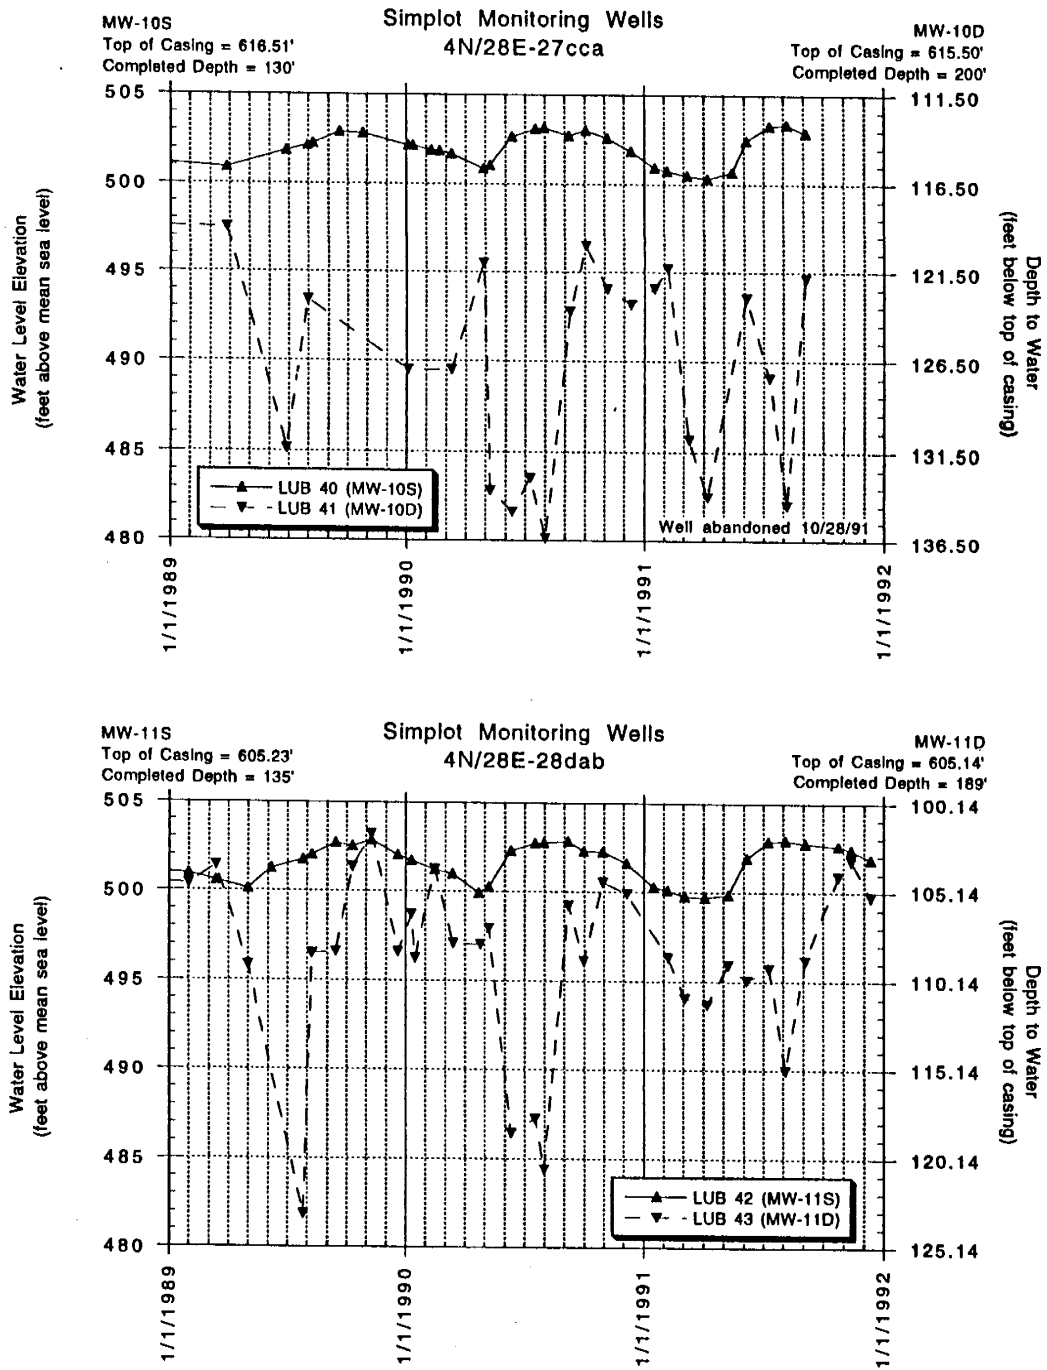 MW-10S
Top of Casing = 616.51'
Completed Depth = 130'
Simplot Monitoring Wells
4N/28E-27cca
MW-10D
Top of Casing = 615.50'
Completed Depth = 200'
Water Level Elevation
(feet above mean sea level)
505
500
495
490
485
480
111.50
116.50
121.50
126.50
131.50
136.50
Depth to Water
(feet below top of casing)
LUB 40 (MW-10S)
LUB 41 (MW-10D)
Well abandoned 10/28/91
1/1/1989
1/1/1990
1/1/1991
1/1/1992
MW-11S
Top of Casing = 605.23'
Completed Depth = 135'
Simplot Monitoring Wells
4N/28E-28dab
MW-11D
Top of Casing = 605.14'
Completed Depth = 189'
Water Level Elevation
(feet above mean sea level)
505
500
495
490
485
480
100.14
105.14
110.14
115.14
120.14
125.14
Depth to Water
(feet below top of casing)
LUB 42 (MW-11S)
LUB 43 (MW-11D)
1/1/1989
1/1/1990
1/1/1991
1/1/1992